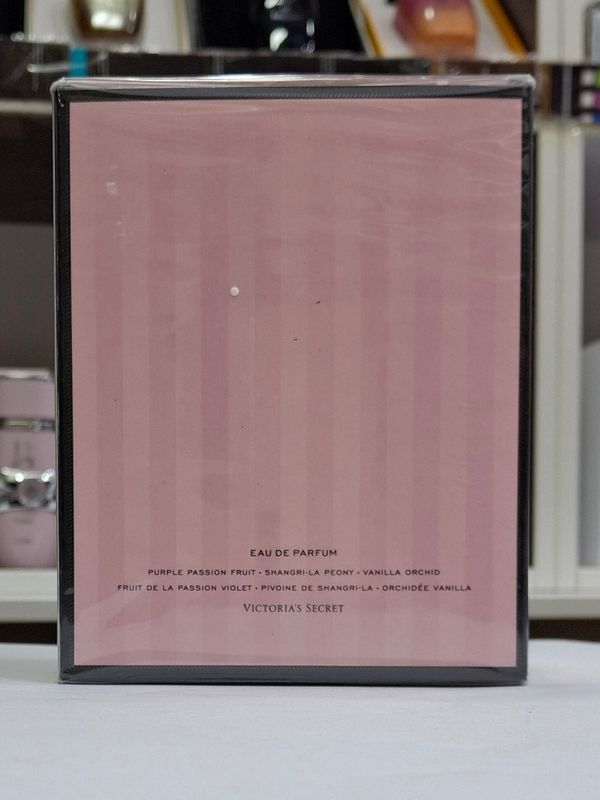 EAU DE PARFUM
PURPLE PASSION FRUIT • SHANGRI-LA PEONY • VANILLA ORCHID
FRUIT DE LA PASSION VIOLET • PIVOINE DE SHANGRI-LA • ORCHIDÉE VANILLA
VICTORIA'S SECRET